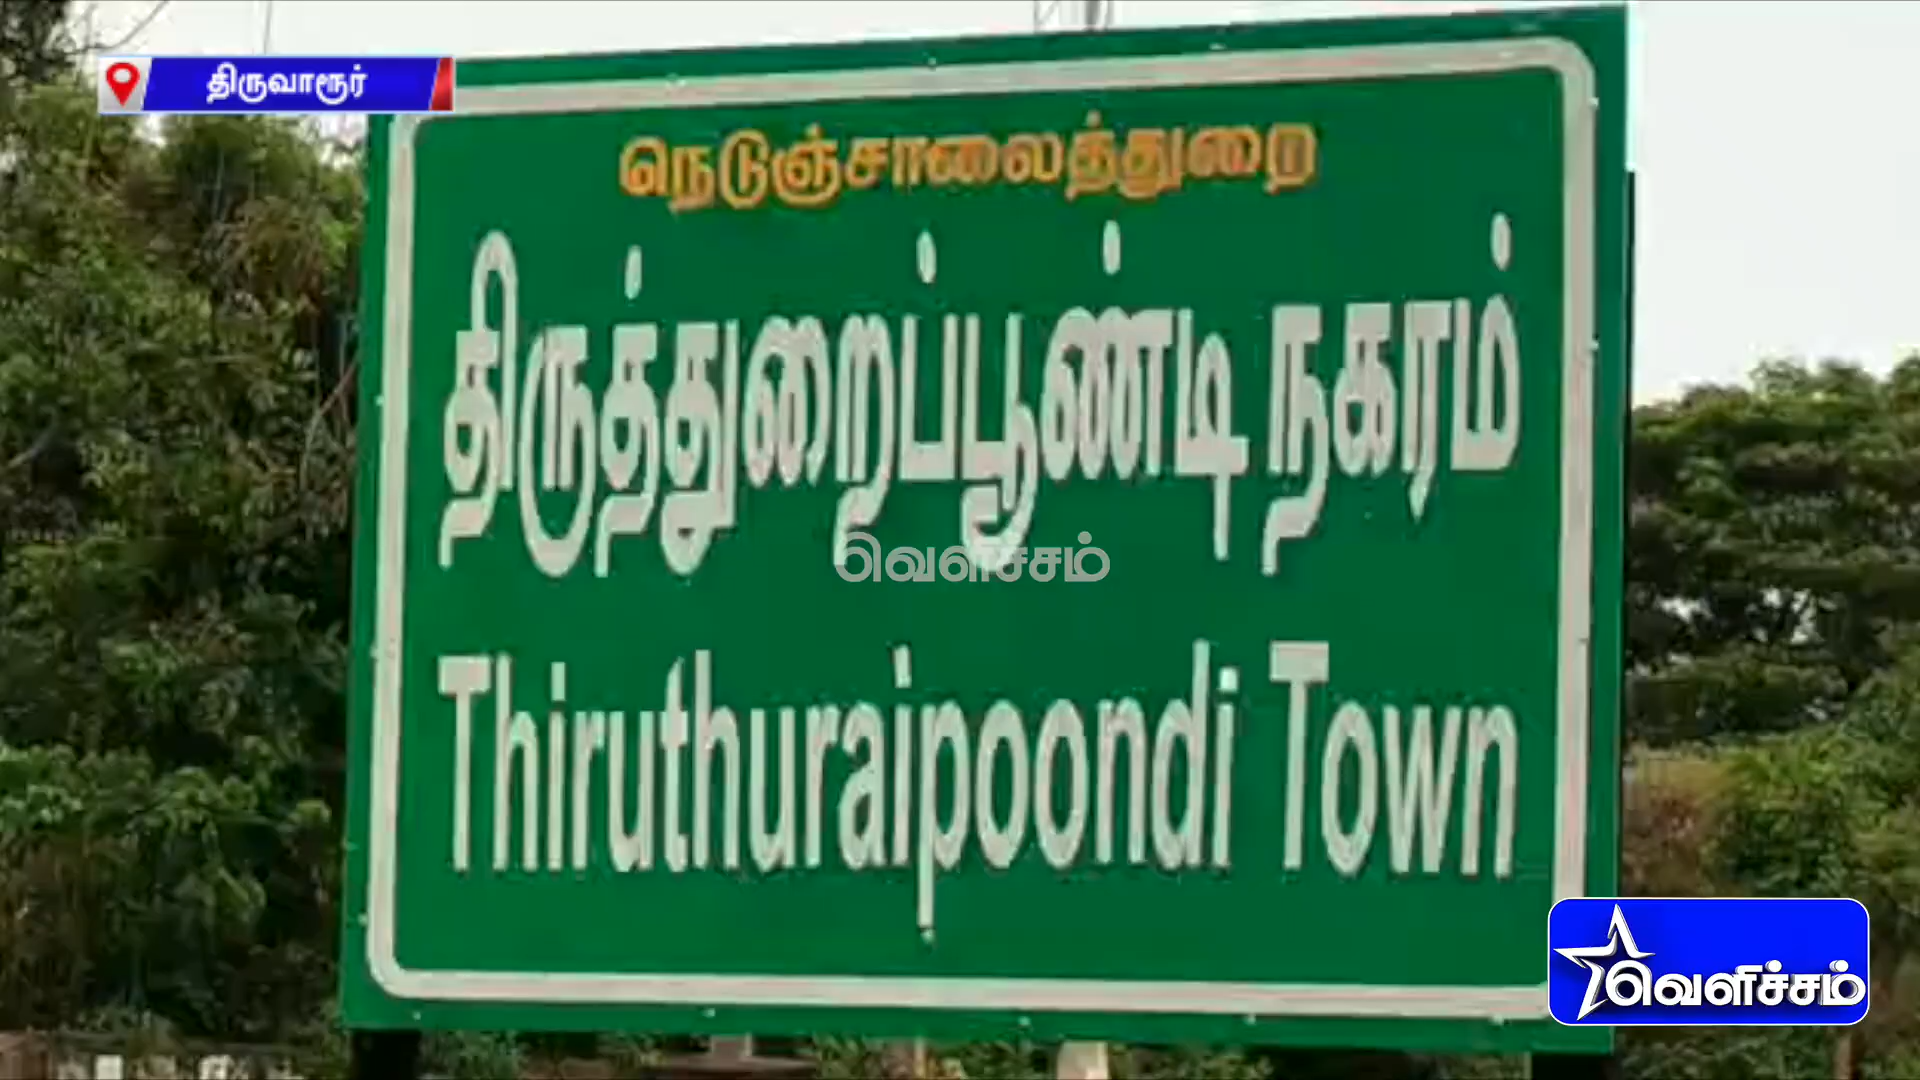 திருவாரூர்
நெடுஞ்சாலைத்துறை
திருத்துறைப்பூண்டி நகரம்
வெளிச்சம்
Thiruthuraipoondi Town
வெளிச்சம்